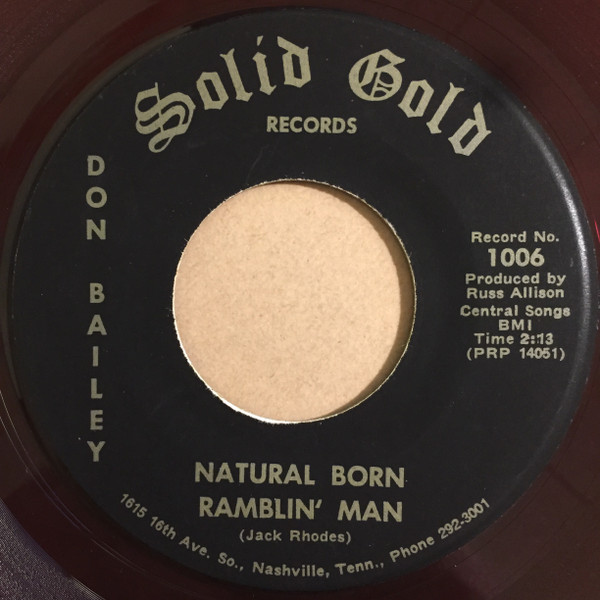 Solid Gold
RECORDS
DON BAILEY
Record No.
1006
Produced by
Russ Allison
Central Songs
BMI
Time 2:13
(PRP 14051)
NATURAL BORN
RAMBLIN' MAN
(Jack Rhodes)
1615 16th Ave. So., Nashville, Tenn., Phone 292-3001